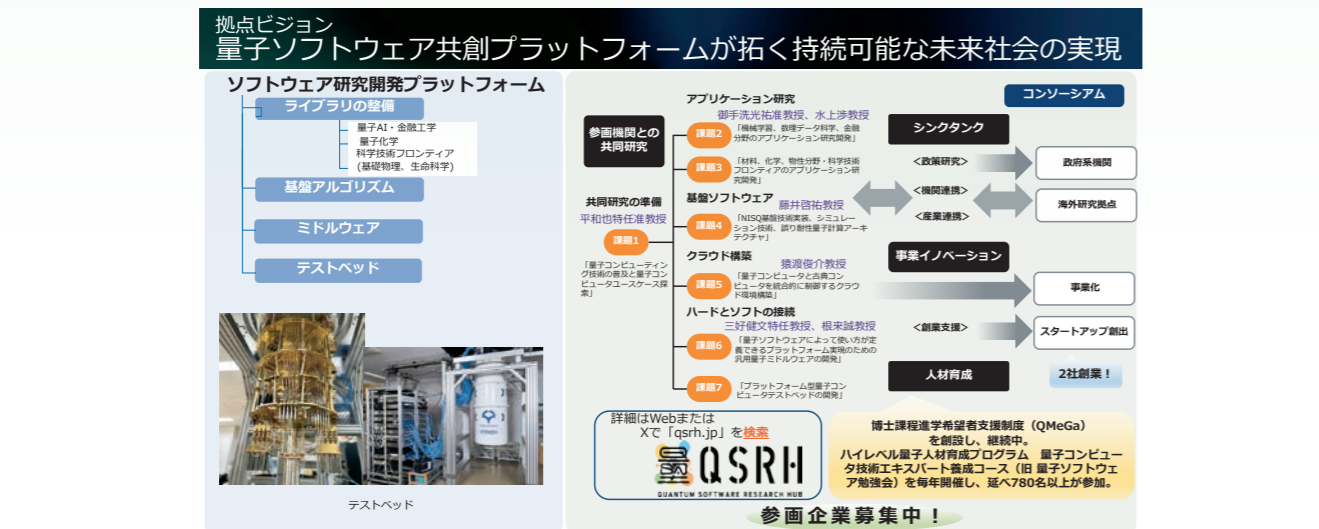 拠点ビジョン
量子ソフトウェア共創プラットフォームが拓く持続可能な未来社会の実現
ソフトウェア研究開発プラットフォーム
ライブラリの整備
量子AI・金融工学
量子化学
科学技術フロンティア
(基礎物理、生命科学)
基盤アルゴリズム
ミドルウェア
テストベッド
テストベッド
参画機関との
共同研究
共同研究の準備
平和也特任准教授
課題1
「量子コンピューティン
グ技術の普及と量子コン
ピュータユースケース探
索」
アプリケーション研究
御手洗光祐准教授、水上渉教授
課題2
「機械学習、数理データ科学、金融
分野のアプリケーション研究開発」
課題3
「材料、化学、物性分野・科学技術
フロンティアのアプリケーション研
究開発」
基盤ソフトウェア
藤井啓祐教授
課題4
「NISQ基盤技術実装、シミュレー
ション技術、誤り耐性量子計算アーキ
テクチャ」
クラウド構築
猿渡俊介教授
課題5
「量子コンピュータと古典コン
ピュータを統合的に制御するクラウ
ド環境構築」
ハードとソフトの接続
三好健文特任教授、根来誠教授
課題6
「量子ソフトウェアによって使い方が定
義できるプラットフォーム実現のための
汎用量子ミドルウェアの開発」
課題7
「プラットフォーム型量子コン
ピュータテストベッドの開発」
コンソーシアム
シンクタンク
<政策研究>
政府系機関
<機関連携>
海外研究拠点
<産業連携>
事業イノベーション
事業化
<創業支援>
スタートアップ創出
2社創業！
人材育成
詳細はWebまたは
Xで「qsrh.jp」を検索
QSRH
QUANTUM SOFTWARE RESEARCH HUB
博士課程進学希望者支援制度（QMeGa）
を創設し、継続中。
ハイレベル量子人材育成プログラム　量子コンピュー
タ技術エキスパート養成コース（旧 量子ソフトウェ
ア勉強会）を毎年開催し、延べ780名以上が参加。
参画企業募集中！